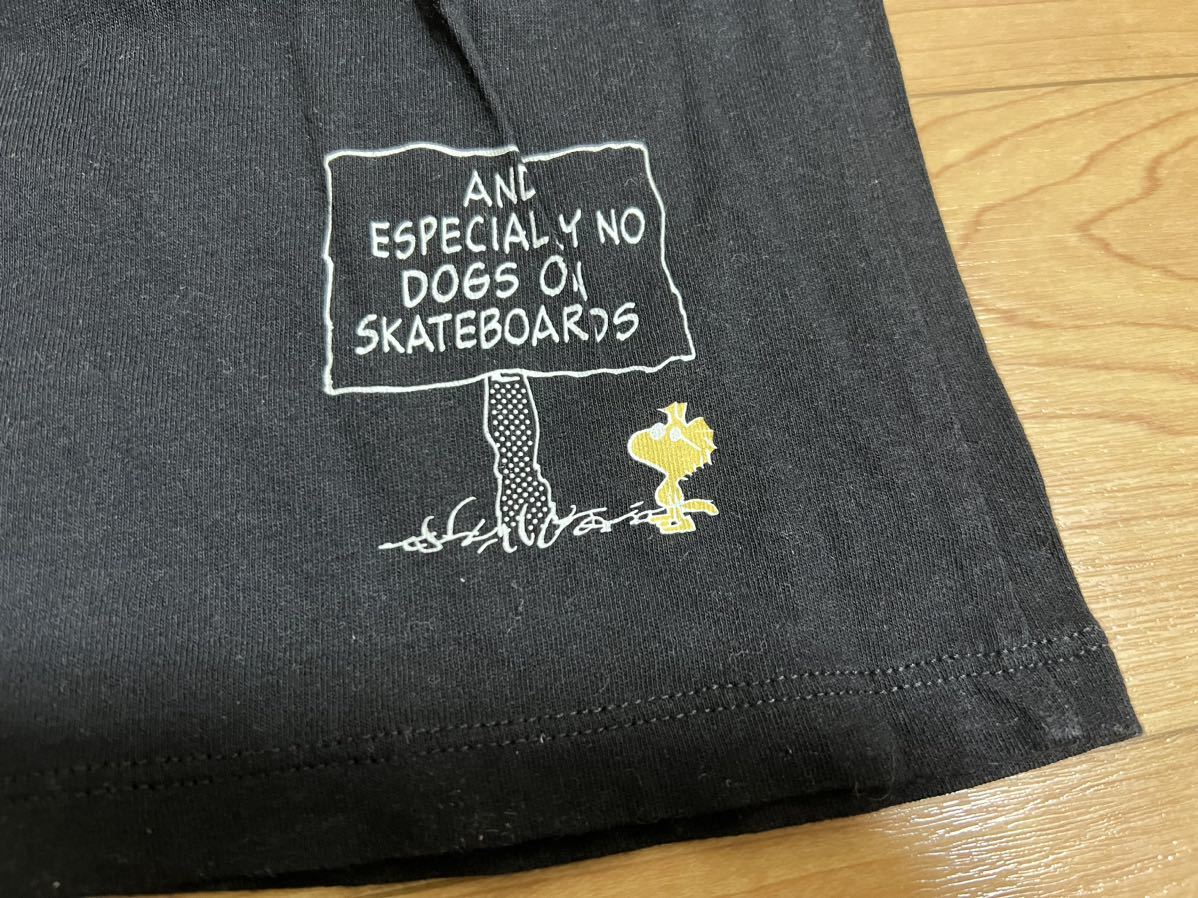 AND
ESPECIALLY NO
DOGS ON
SKATEBOARDS